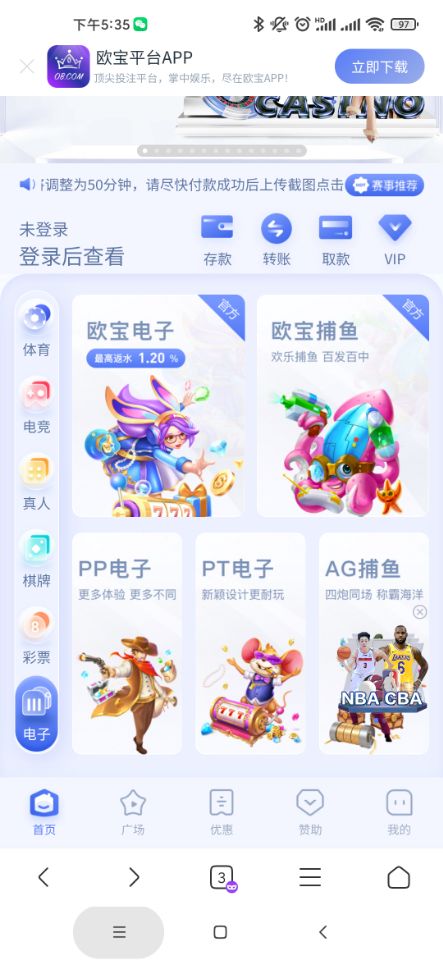 下午5:35
HD
97
欧宝平台APP
OB.COM
顶尖投注平台，掌中娱乐，尽在欧宝APP！
立即下载
CASINO
调整为50分钟，请尽快付款成功后上传截图点击
赛事推荐
未登录
登录后查看
存款
转账
取款
VIP
体育
电竞
真人
棋牌
彩票
电子
官方
欧宝电子
最高返水 1.20 %
777
官方
欧宝捕鱼
欢乐捕鱼 百发百中
PP电子
更多体验 更多不同
PT电子
新颖设计更耐玩
777
AG捕鱼
四炮同场 称霸海洋
NBA CBA
首页
广场
优惠
赞助
我的
3